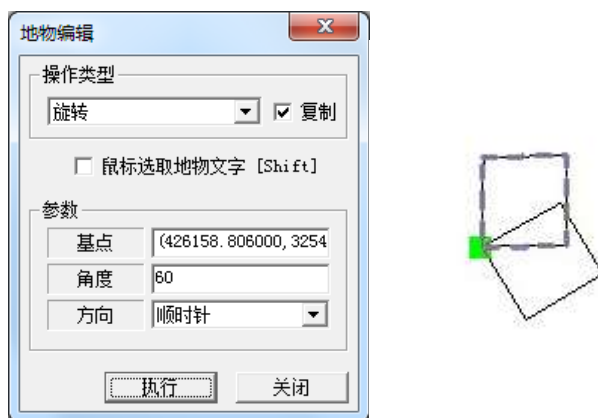 地物编辑
操作类型
旋转 复制
鼠标选取地物文字 [Shift]
参数
基点 (426158.806000,3254
角度 60
方向 顺时针
执行 关闭